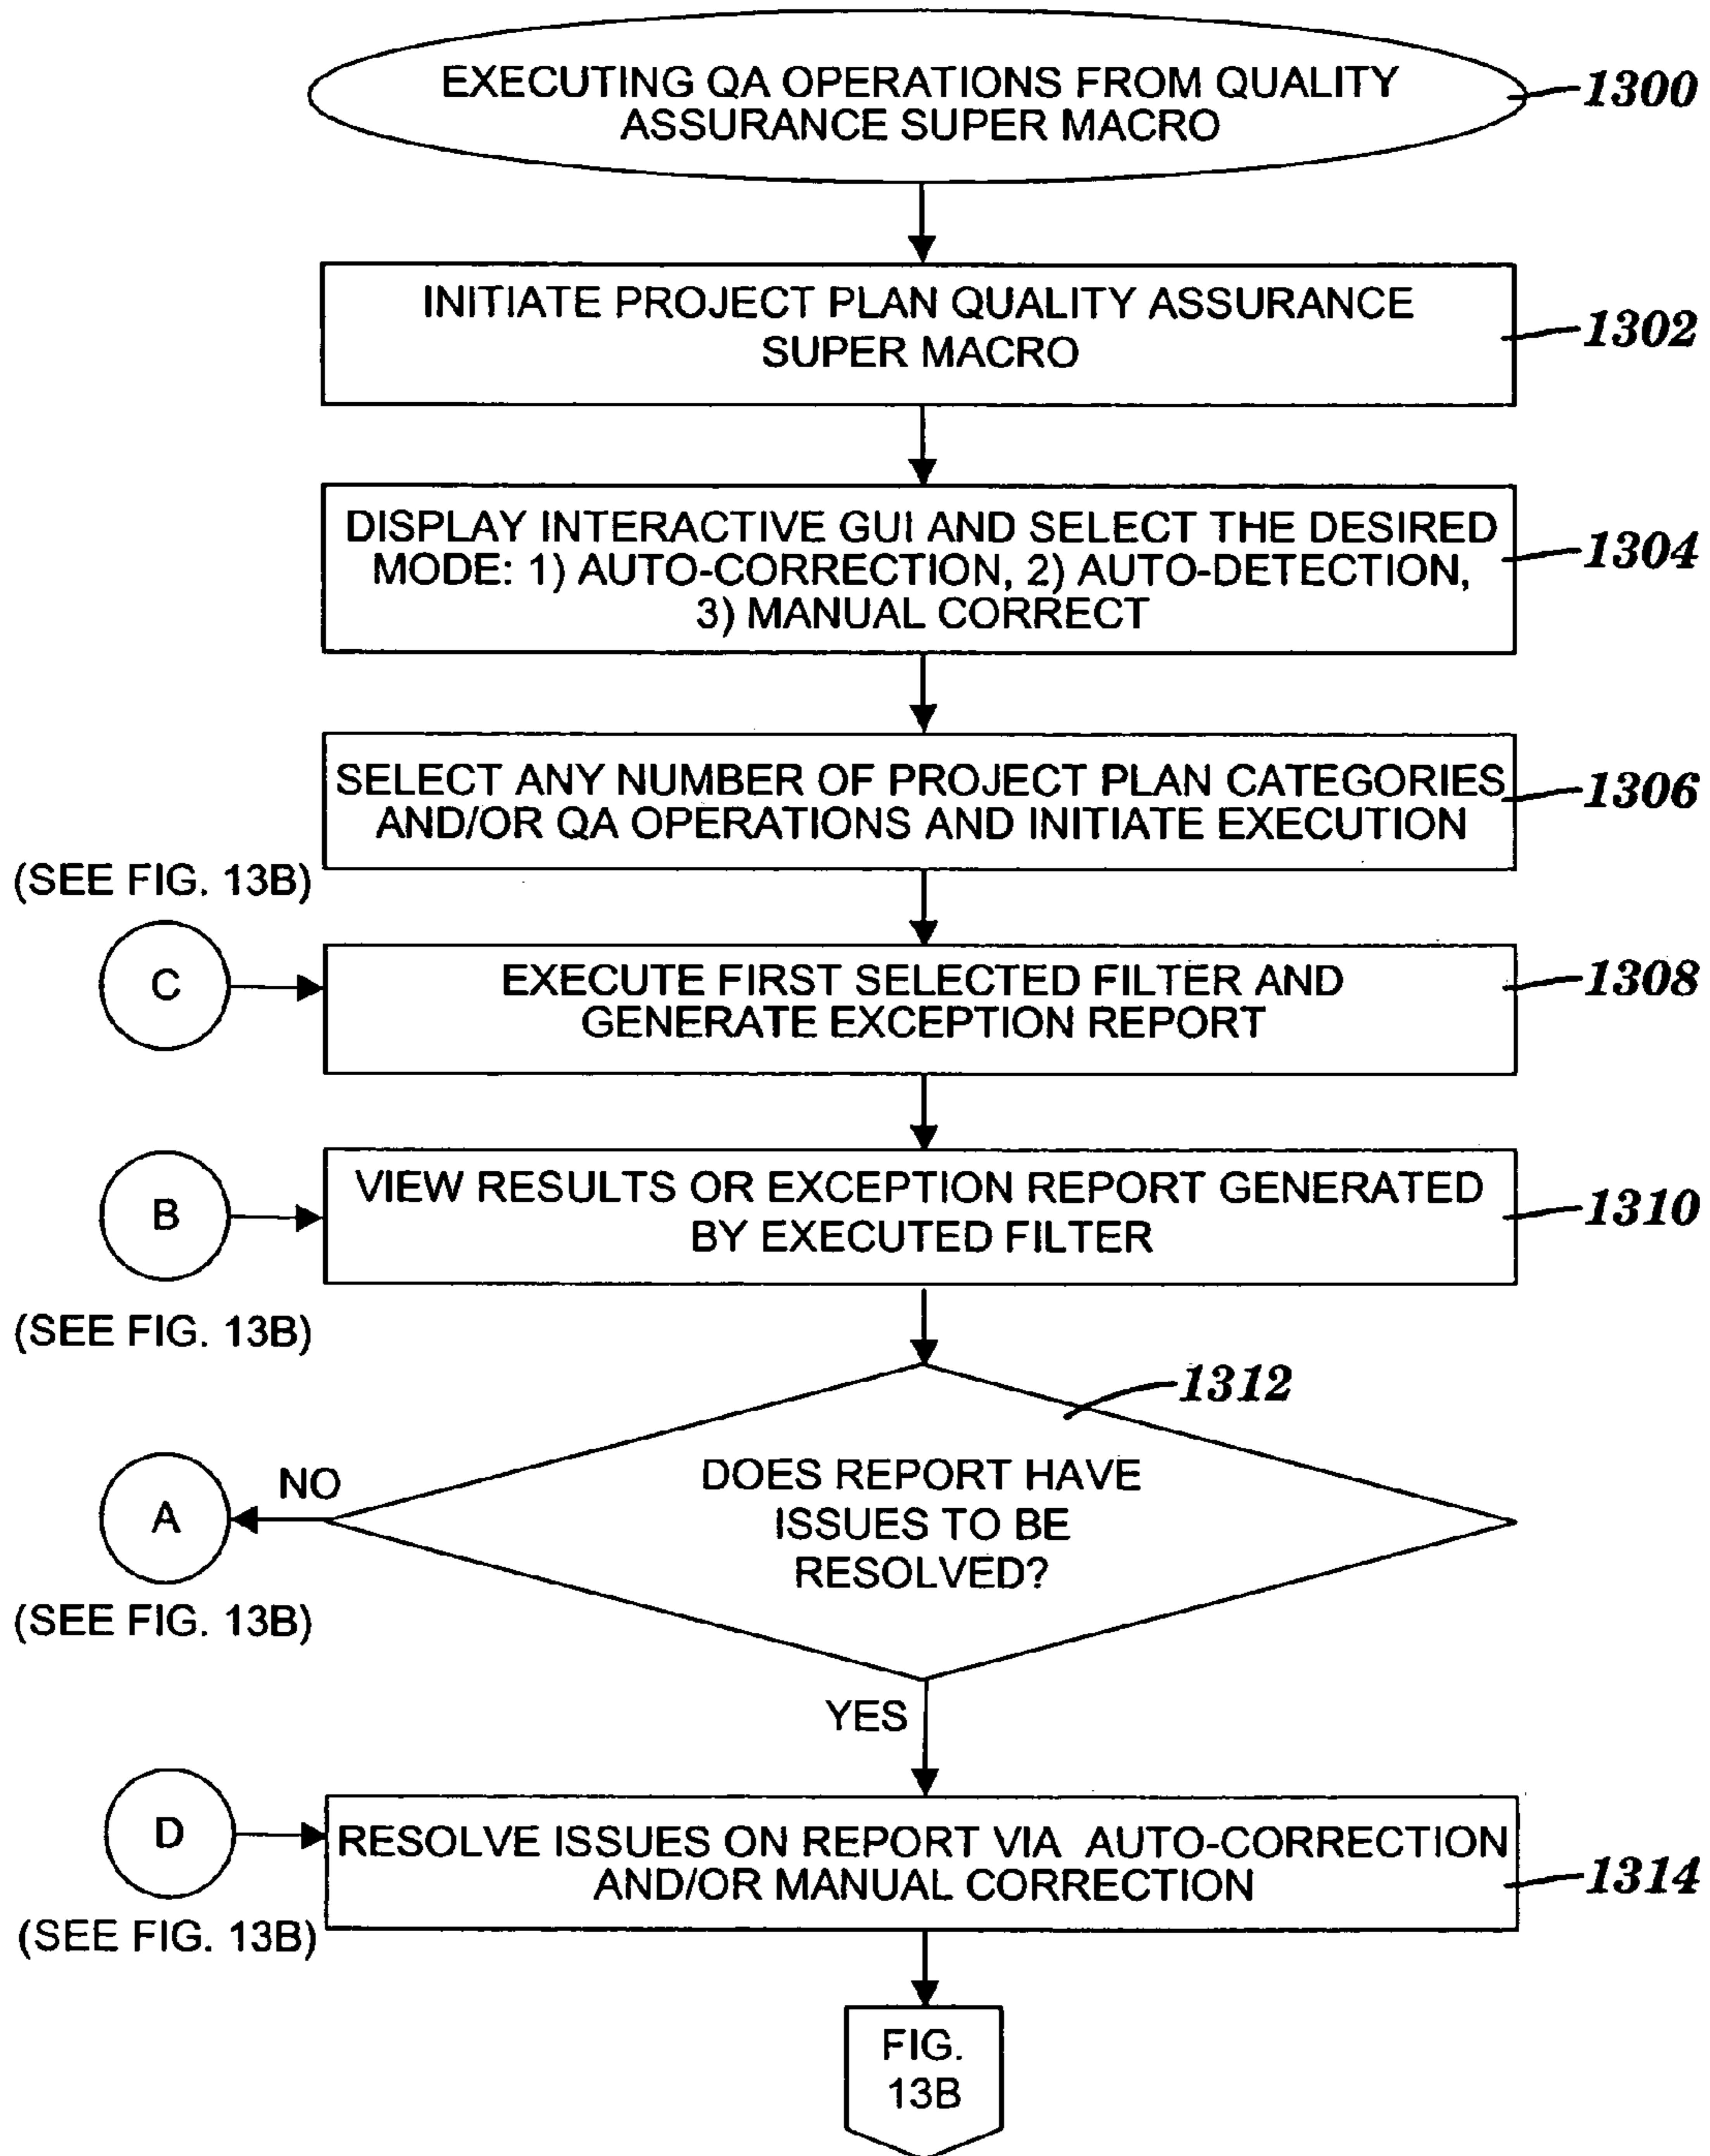 EXECUTING QA OPERATIONS FROM QUALITY
ASSURANCE SUPER MACRO
1300
INITIATE PROJECT PLAN QUALITY ASSURANCE
SUPER MACRO
1302
DISPLAY INTERACTIVE GUI AND SELECT THE DESIRED
MODE: 1) AUTO-CORRECTION, 2) AUTO-DETECTION,
3) MANUAL CORRECT
1304
SELECT ANY NUMBER OF PROJECT PLAN CATEGORIES
AND/OR QA OPERATIONS AND INITIATE EXECUTION
1306
(SEE FIG. 13B)
C
EXECUTE FIRST SELECTED FILTER AND
GENERATE EXCEPTION REPORT
1308
B
VIEW RESULTS OR EXCEPTION REPORT GENERATED
BY EXECUTED FILTER
1310
(SEE FIG. 13B)
1312
DOES REPORT HAVE
ISSUES TO BE
RESOLVED?
NO
A
(SEE FIG. 13B)
YES
D
RESOLVE ISSUES ON REPORT VIA AUTO-CORRECTION
AND/OR MANUAL CORRECTION
1314
(SEE FIG. 13B)
FIG.
13B